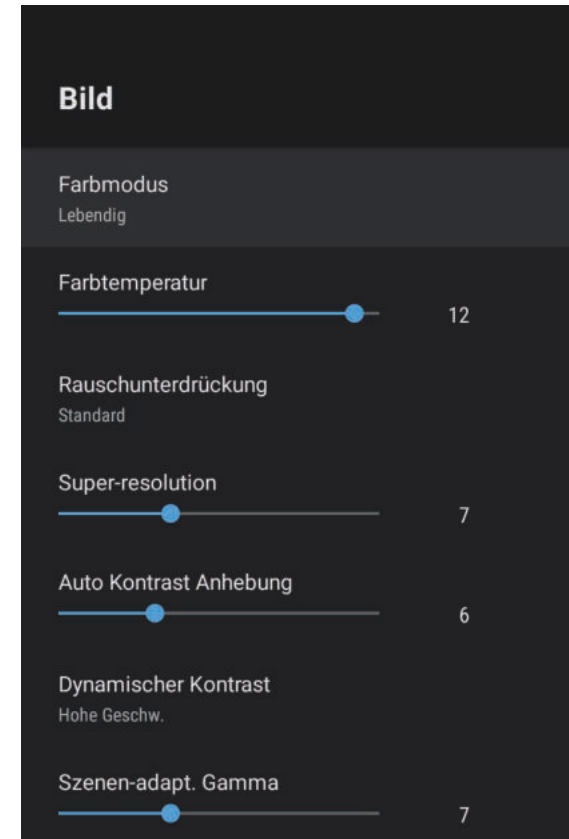 Bild
Farbmodus
Lebendig
Farbtemperatur
12
Rauschunterdrückung
Standard
Super-resolution
7
Auto Kontrast Anhebung
6
Dynamischer Kontrast
Hohe Geschw.
Szenen-adapt. Gamma
7